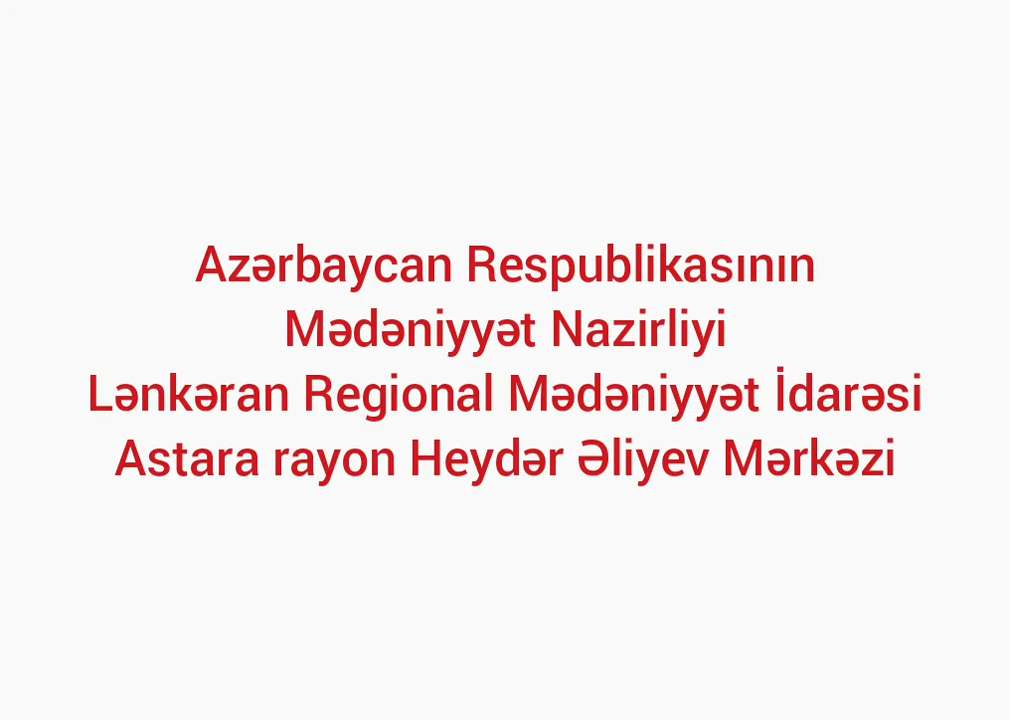 Azərbaycan Respublikasının
Mədəniyyət Nazirliyi
Lənkəran Regional Mədəniyyət İdarəsi
Astara rayon Heydər Əliyev Mərkəzi